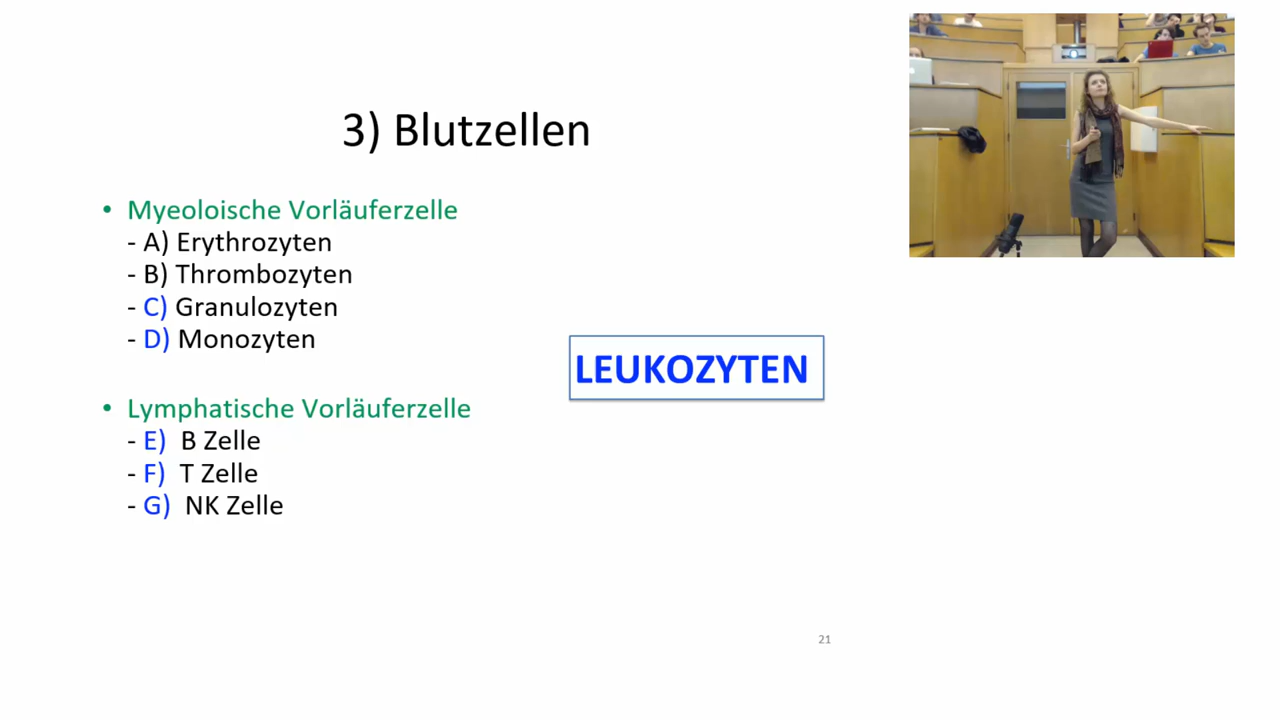 3) Blutzellen
• Myeoloische Vorläuferzelle
- A) Erythrozyten
- B) Thrombozyten
- C) Granulozyten
- D) Monozyten
LEUKOZYTEN
• Lymphatische Vorläuferzelle
- E) B Zelle
- F) T Zelle
- G) NK Zelle
21